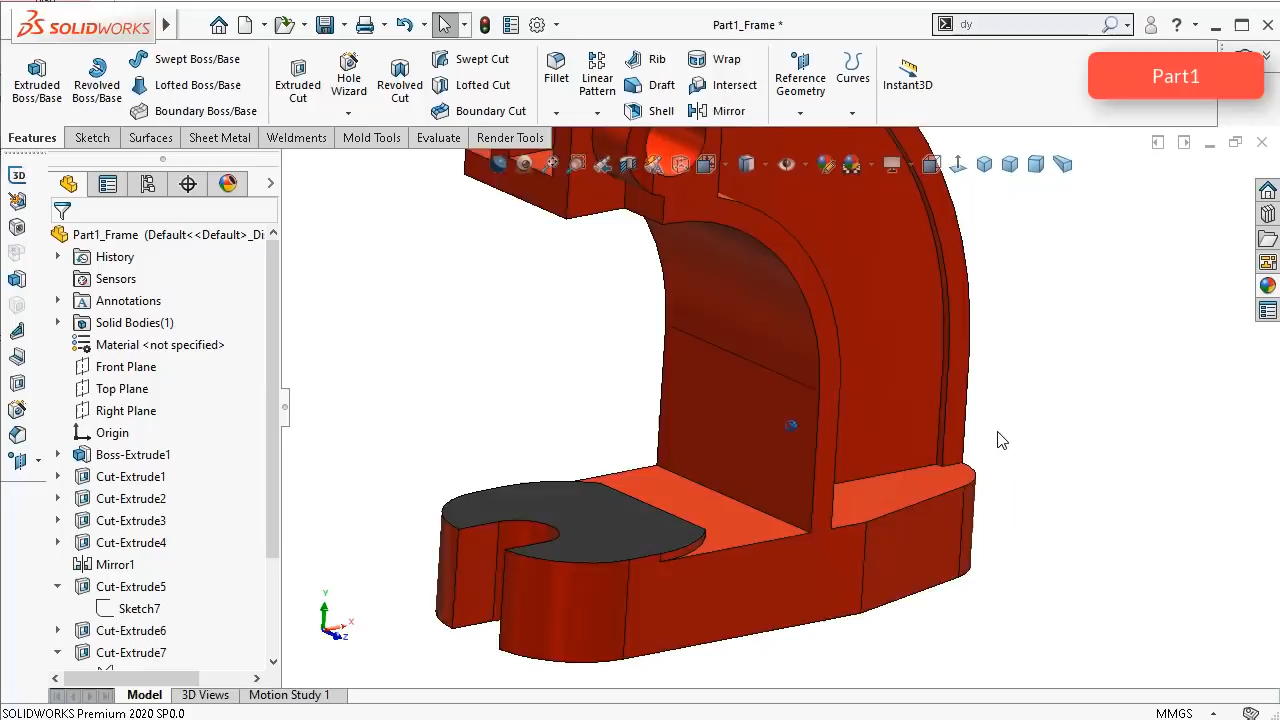 SOLIDWORKS
Part1_Frame *
dy
Part1
Extruded Boss/Base
Revolved Boss/Base
Swept Boss/Base
Lofted Boss/Base
Boundary Boss/Base
Extruded Cut
Hole Wizard
Revolved Cut
Swept Cut
Lofted Cut
Boundary Cut
Fillet
Linear Pattern
Rib
Draft
Shell
Wrap
Intersect
Mirror
Reference Geometry
Curves
Instant3D
Features
Sketch
Surfaces
Sheet Metal
Weldments
Mold Tools
Evaluate
Render Tools
3D
Part1_Frame (Default<<Default>_Di
History
Sensors
Annotations
Solid Bodies(1)
Material <not specified>
Front Plane
Top Plane
Right Plane
Origin
Boss-Extrude1
Cut-Extrude1
Cut-Extrude2
Cut-Extrude3
Cut-Extrude4
Mirror1
Cut-Extrude5
Sketch7
Cut-Extrude6
Cut-Extrude7
Y
X
Z
Model
3D Views
Motion Study 1
SOLIDWORKS Premium 2020 SP0.0
MMGS